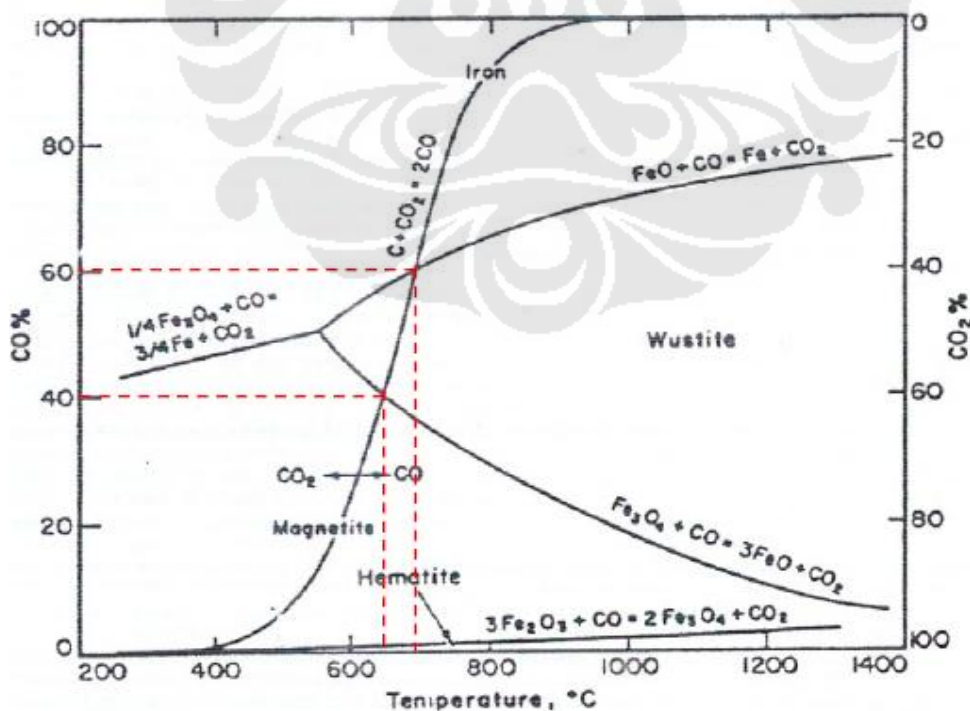 100
80
60
40
20
0
CO%
0
20
40
60
80
100
CO₂%
Iron
C+CO₂ = 2CO
FeO + CO = Fe + CO₂
1/4 Fe₃O₄ + CO =
3/4 Fe + CO₂
Wustite
CO₂ CO
Magnetite
Fe₃O₄ + CO = 3FeO + CO₂
Hematite
3Fe₂O₃ + CO = 2Fe₃O₄ + CO₂
200 400 600 800 1000 1200 1400
Temperature, °C